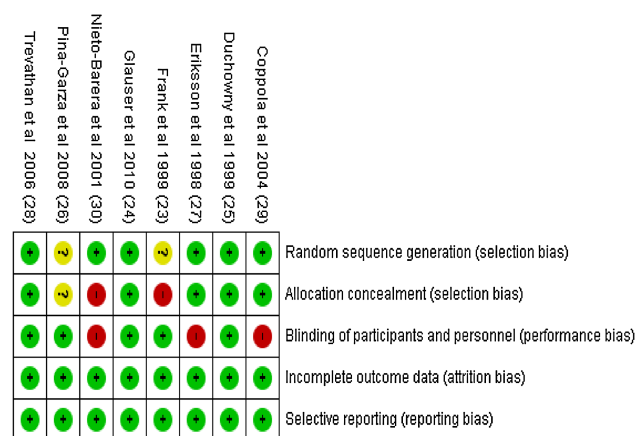 Coppola et al 2004 (29)
Duchowny et al 1999 (25)
Eriksson et al 1998 (27)
Frank et al 1999 (23)
Glauser et al 2010 (24)
Nieto-Barera et al 2001 (30)
Pina-Garza et al 2008 (26)
Trevathan et al 2006 (28)
+ ? + + ? + + + Random sequence generation (selection bias)
+ ? - + - + + + Allocation concealment (selection bias)
+ + - + + - + - Blinding of participants and personnel (performance bias)
+ + + + + + + + Incomplete outcome data (attrition bias)
+ + + + + + + + Selective reporting (reporting bias)